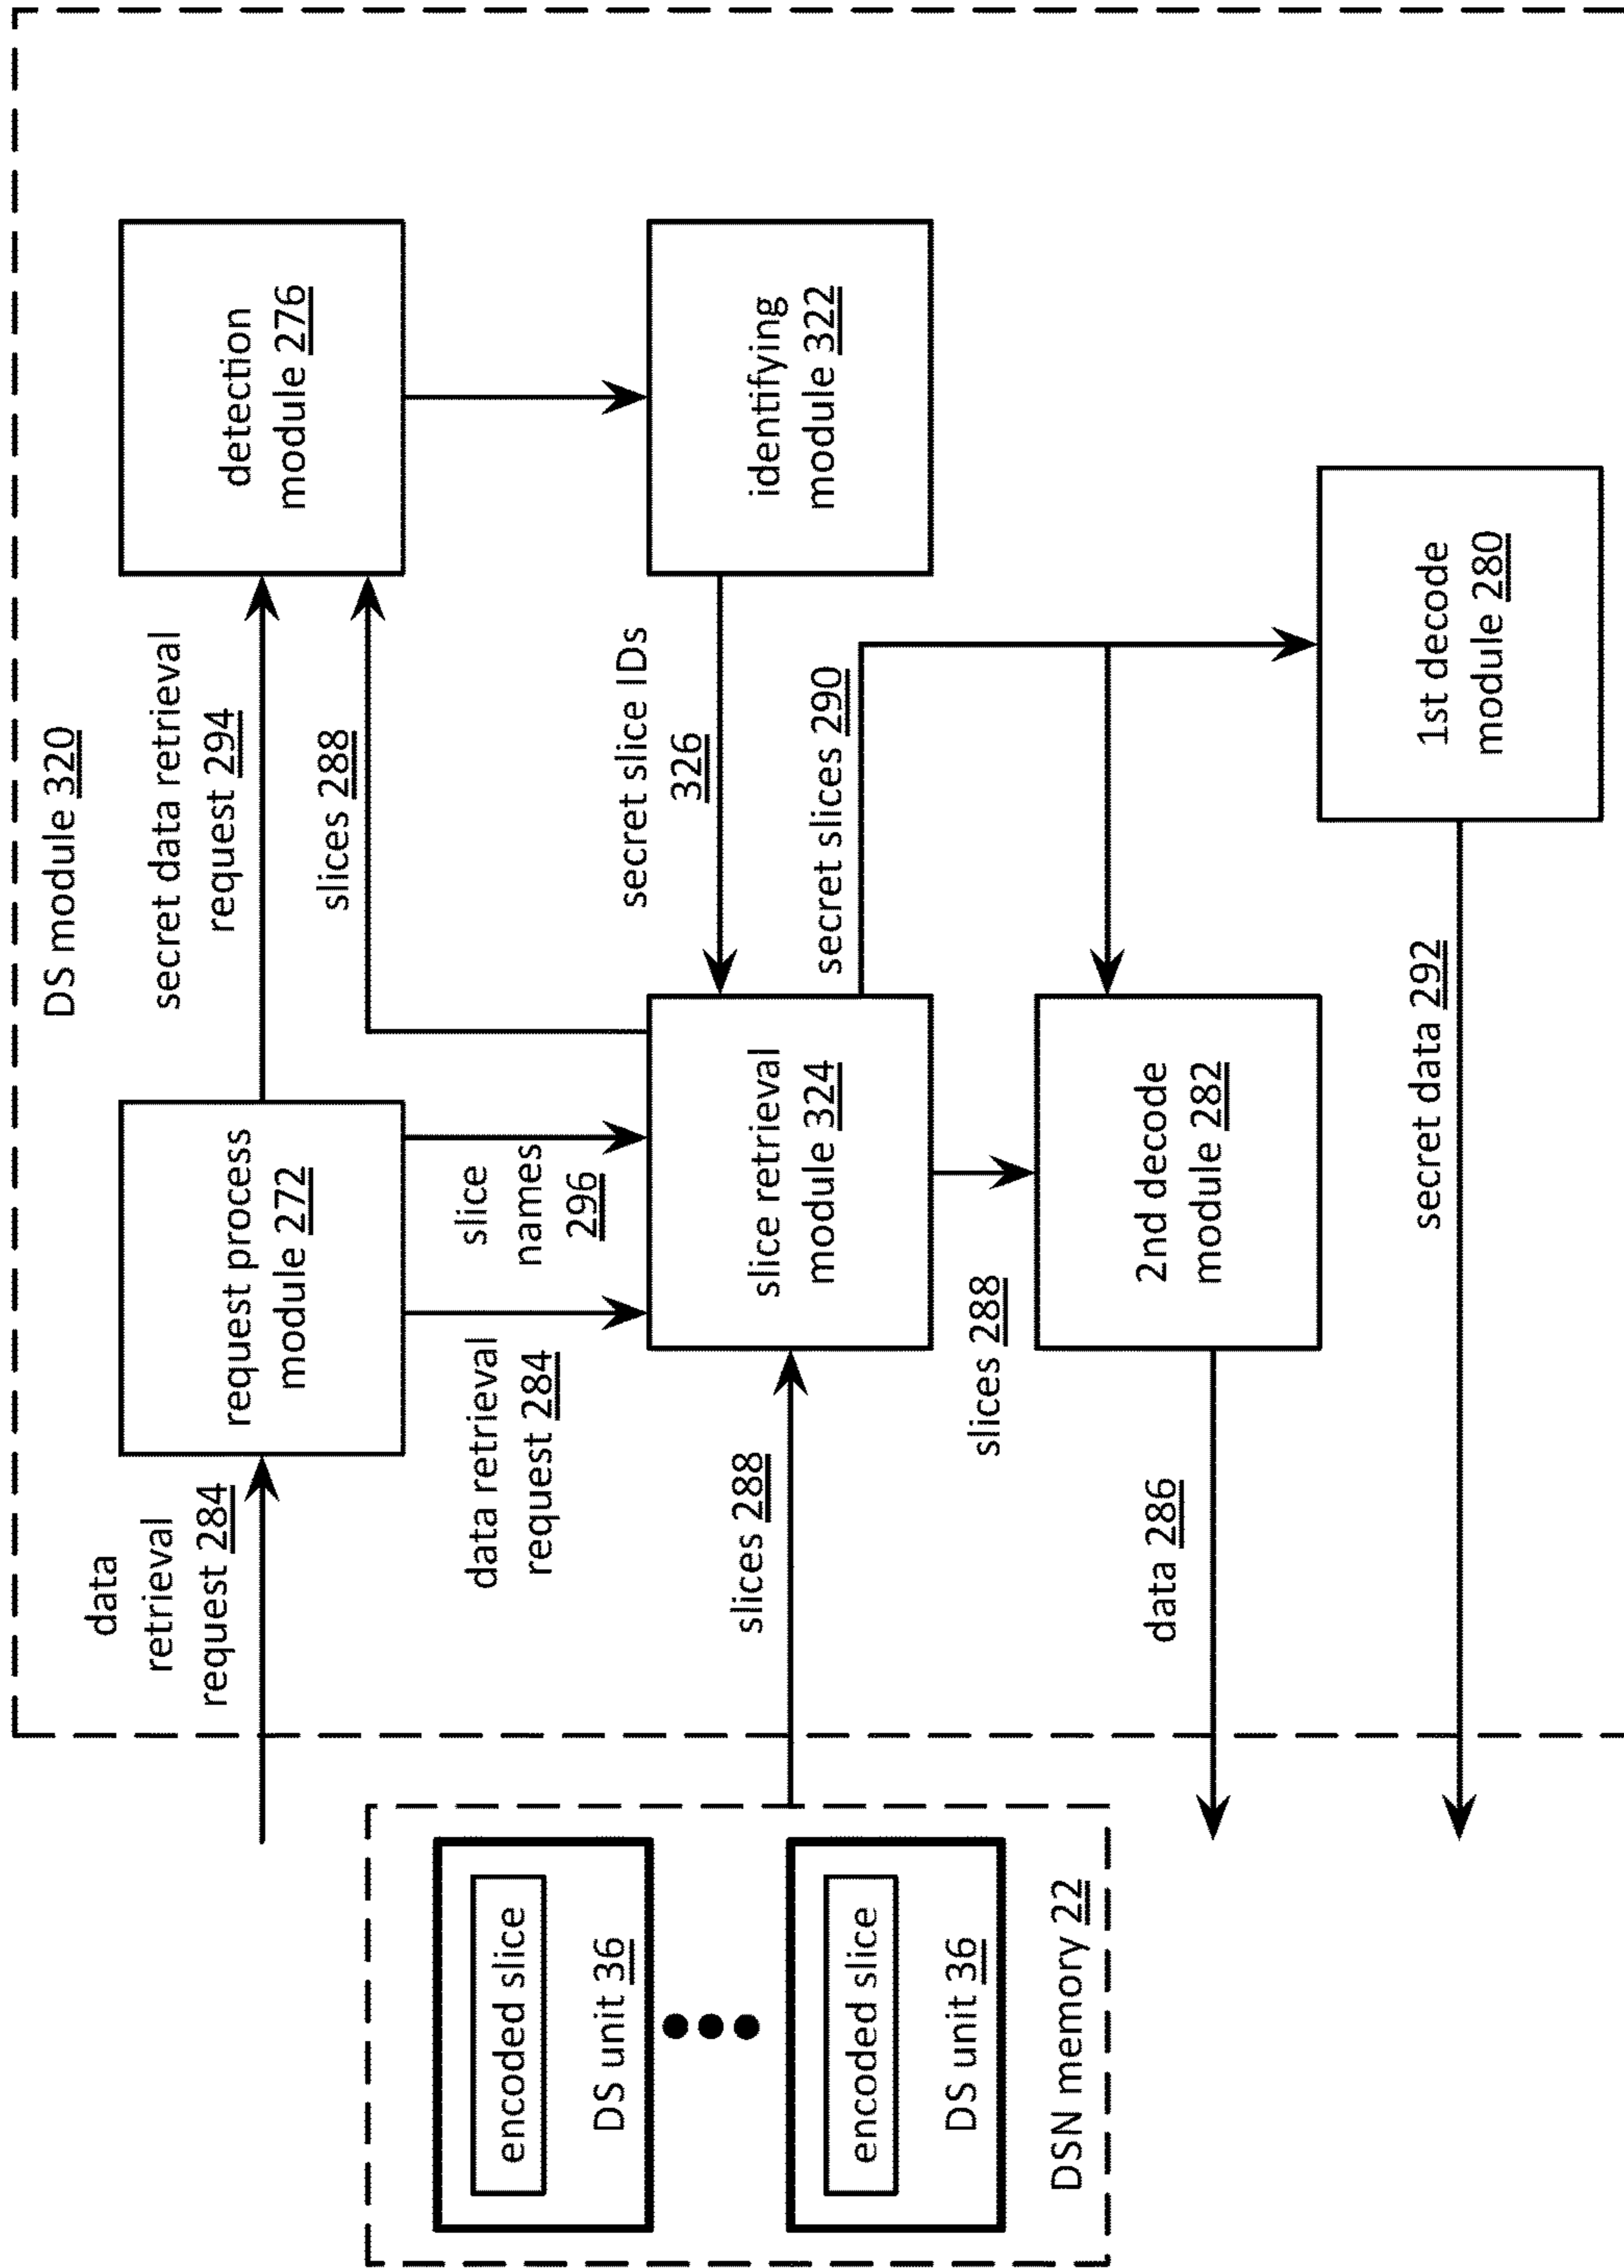 DS module 320
data
retrieval
request 284
request process
module 272
secret data retrieval
request 294
detection
module 276
slices 288
data retrieval
request 284
slice
names
296
secret slice IDs
326
identifying
module 322
encoded slice
DS unit 36
slices 288
slice retrieval
module 324
secret slices 290
encoded slice
DS unit 36
DSN memory 22
slices 288
data 286
2nd decode
module 282
secret data 292
1st decode
module 280